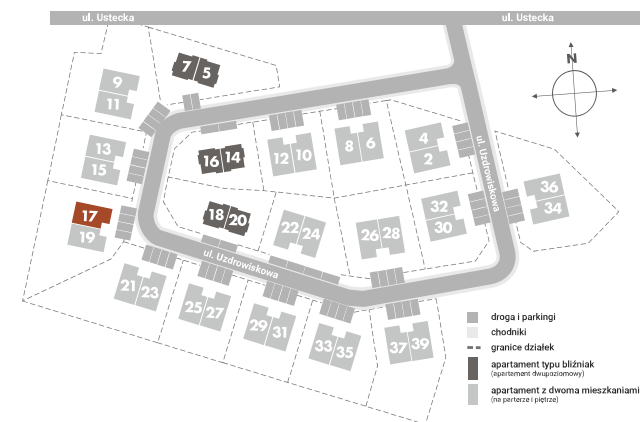 ul. Ustecka ul. Ustecka
7 5
N
9
11
4
8 6
2
13
15
16 14
12 10
ul. Uzdrowiskowa
36
34
17
19
18 20
32
30
22 24
26 28
ul. Uzdrowiskowa
21 23
25 27
29 31
33 35
37 39
droga i parkingi
chodniki
granice działek
apartament typu bliźniak
(apartament dwupoziomowy)
apartament z dwoma mieszkaniami
(na parterze i piętrze)